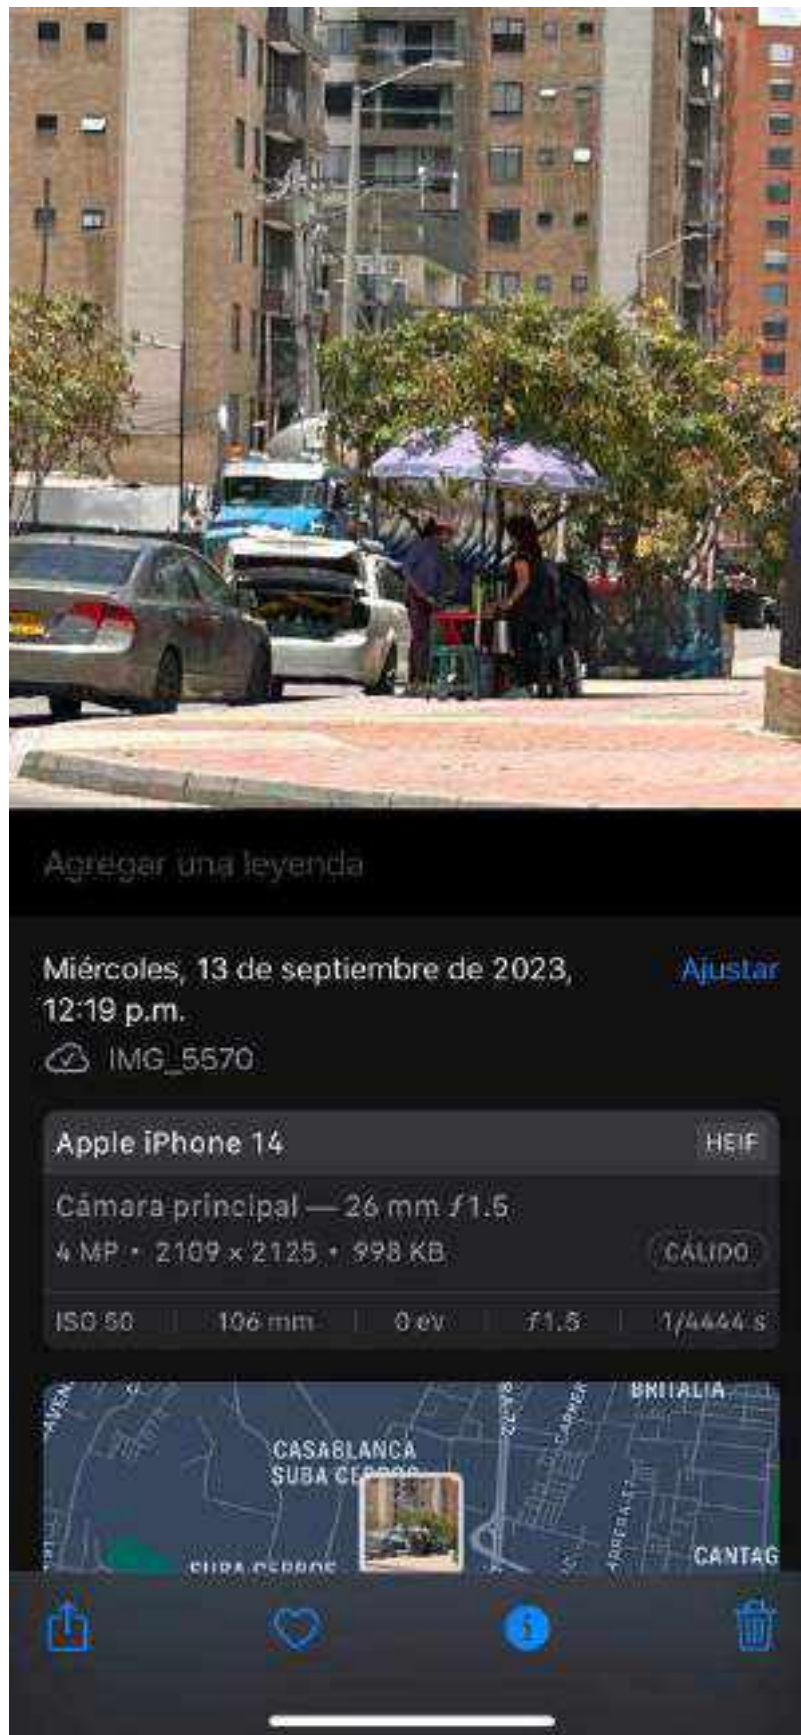 Agregar una leyenda
Miércoles, 13 de septiembre de 2023,
12:19 p.m.
Ajustar
IMG_5570
Apple iPhone 14
HEIF
Cámara principal — 26 mm ƒ1.5
4 MP • 2109 x 2125 • 998 KB
CÁLIDO
ISO 50
106 mm
0 ev
ƒ1.5
1/4444 s
BRITALIA
CASABLANCA
SUBA CERROS
SUBA CERROS
CANTAG